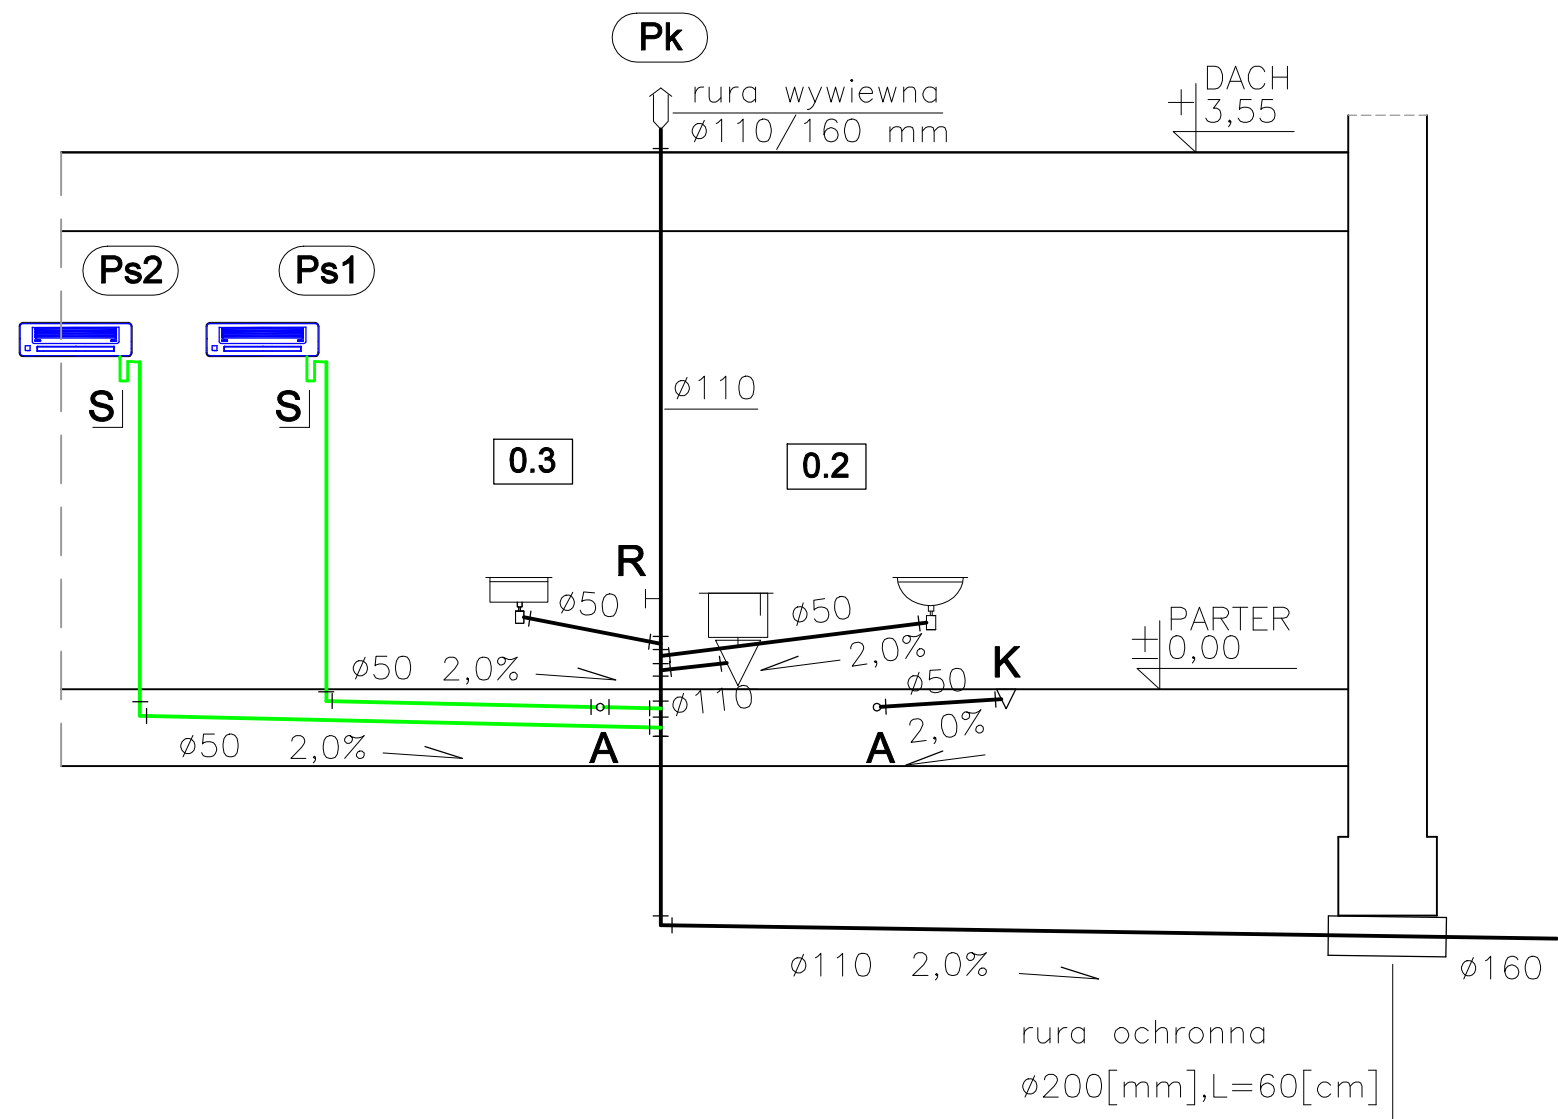 Pk
rura wywiewna
ø110/160 mm
+ DACH
3,55
Ps2
Ps1
S
S
ø110
0.3
0.2
R
ø50
ø50
ø50 2,0%
2,0%
± PARTER
0,00
K
ø50
ø110
2,0%
ø50 2,0%
A
A
ø110 2,0%
ø160
rura ochronna
ø200[mm],L=60[cm]